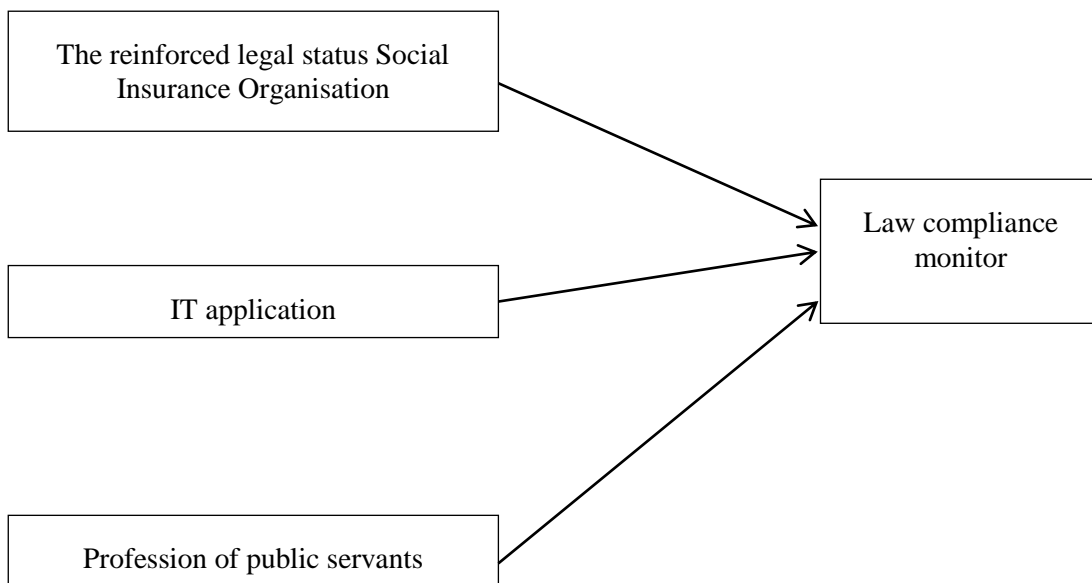 The reinforced legal status Social
Insurance Organisation
Law compliance
monitor
IT application
Profession of public servants